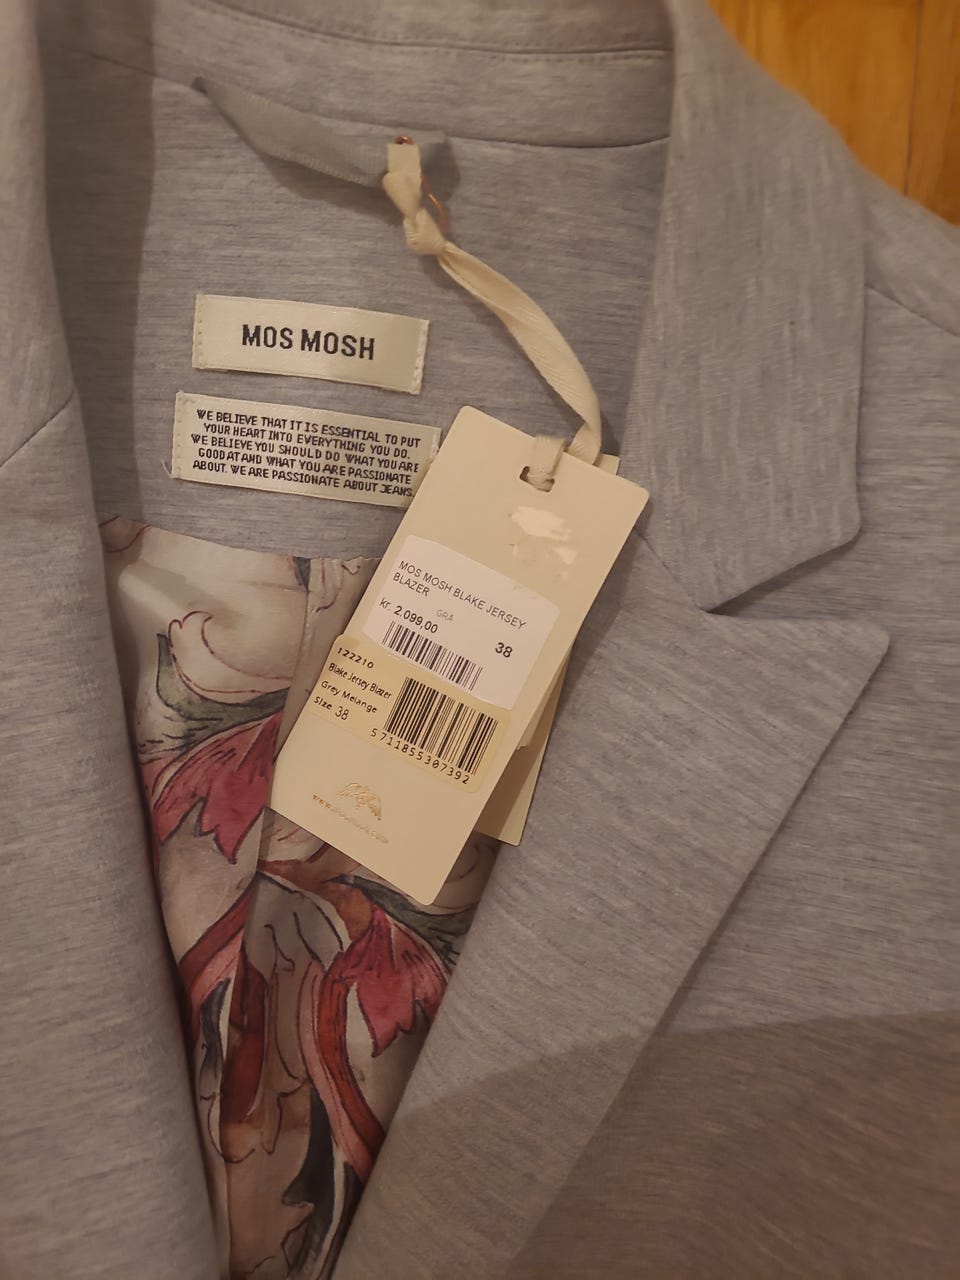 MOS MOSH
WE BELIEVE THAT IT IS ESSENTIAL TO PUT
YOUR HEART INTO EVERYTHING YOU DO.
WE BELIEVE YOU SHOULD DO WHAT YOU ARE
GOOD AT AND WHAT YOU ARE PASSIONATE
ABOUT. WE ARE PASSIONATE ABOUT JEANS.
MOS MOSH BLAKE JERSEY
BLAZER
GRA
kr. 2.099,00
38
122210
Blake Jersey Blazer
Grey Melange
Size 38
5711855307392